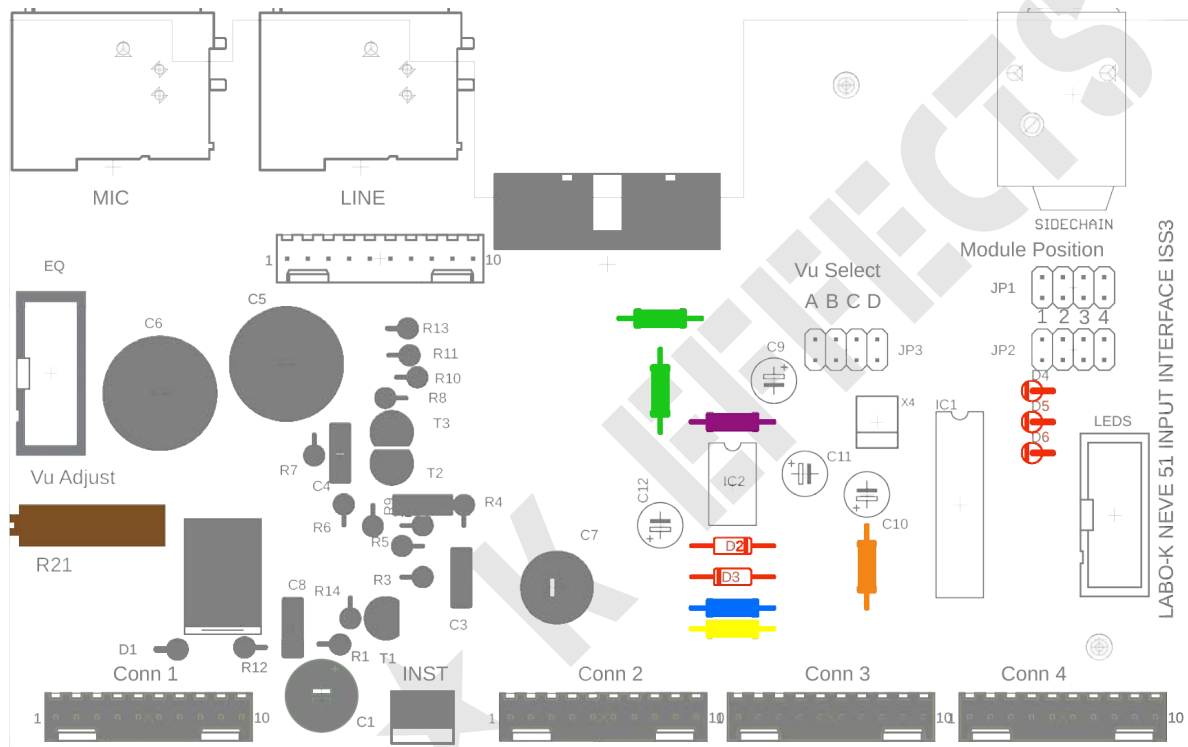 MIC
LINE
SIDECHAIN
Module Position
1
10
EQ
Vu Select
A B C D
JP1
1 2 3 4
C5
C6
R13
R11
R10
R8
T3
C9
JP3
JP2
D4
D5
D6
X4
IC1
LEDS
R7
C4
T2
Vu Adjust
IC2
C11
C12
C10
R9
R4
R6
R5
C7
R21
D2
D3
R3
C8
R14
C3
D1
R12
R1
T1
Conn 1
INST
Conn 2
Conn 3
Conn 4
1
10
C1
1
10
1
10
1
10
LABO-K NEVE 51 INPUT INTERFACE ISS3
K EFFECTS